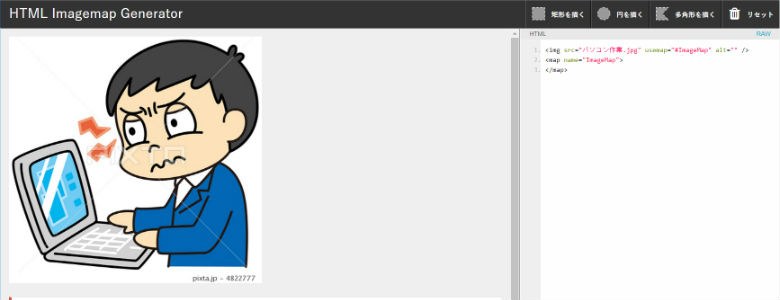 HTML Imagemap Generator
矩形を描く
円を描く
多角形を描く
リセット
HTML
RAW
1. <img src="パソコン作業.jpg" usemap="#ImageMap" alt="" />
2. <map name="ImageMap">
3. </map>
PIXTA
pixta.jp - 4822777